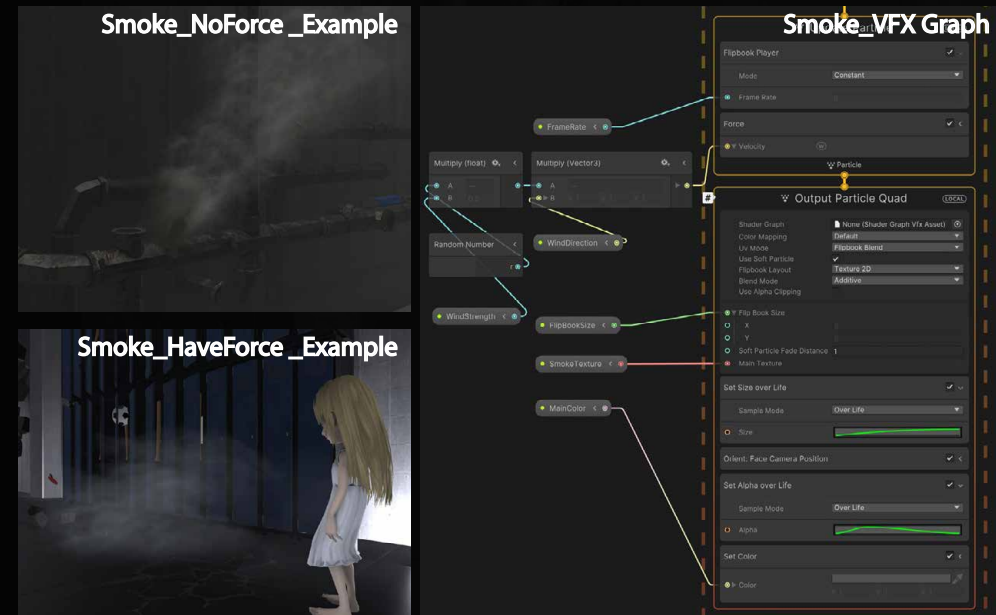 Smoke_NoForce _Example
Smoke_HaveForce _Example
Smoke_VFX Graph
Flipbook Player
Mode Constant
Frame Rate
Force
Velocity W
Particle
FrameRate
Multiply (float)
A
B
Multiply (Vector3)
A
B
Random Number
r
WindDirection
WindStrength
FlipBookSize
SmokeTexture
MainColor
#
Output Particle Quad LOCAL
Shader Graph None (Shader Graph Vfx Asset)
Color Mapping Default
Uv Mode Flipbook Blend
Use Soft Particle
Flipbook Layout Texture 2D
Blend Mode Additive
Use Alpha Clipping
Flip Book Size
X
Y
Soft Particle Fade Distance 1
Main Texture
Set Size over Life
Sample Mode Over Life
Size
Orient: Face Camera Position
Set Alpha over Life
Sample Mode Over Life
Alpha
Set Color
Color